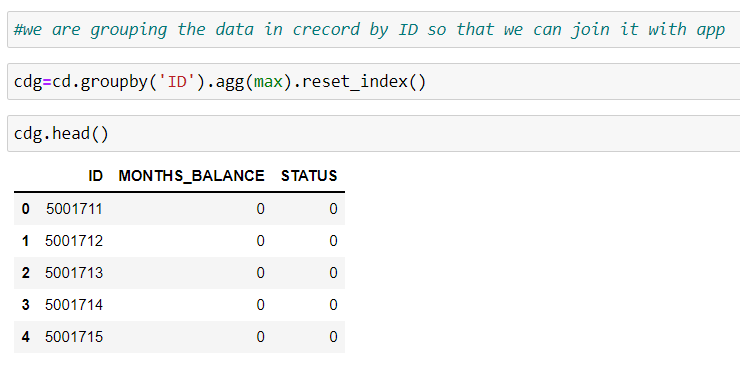 #we are grouping the data in crecord by ID so that we can join it with app
cdg=cd.groupby('ID').agg(max).reset_index()
cdg.head()
ID MONTHS_BALANCE STATUS
0 5001711 0 0
1 5001712 0 0
2 5001713 0 0
3 5001714 0 0
4 5001715 0 0